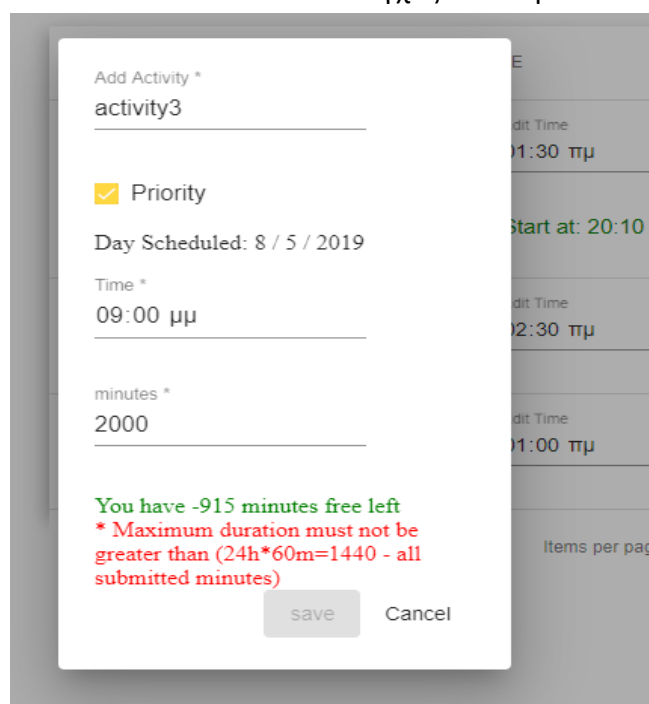 Add Activity *
activity3
Priority
Day Scheduled: 8 / 5 / 2019
Time *
09:00 μμ
minutes *
2000
You have -915 minutes free left
* Maximum duration must not be
greater than (24h*60m=1440 - all
submitted minutes)
save
Cancel
E
dit Time
01:30 πμ
Start at: 20:10
dit Time
02:30 πμ
dit Time
01:00 πμ
Items per pag